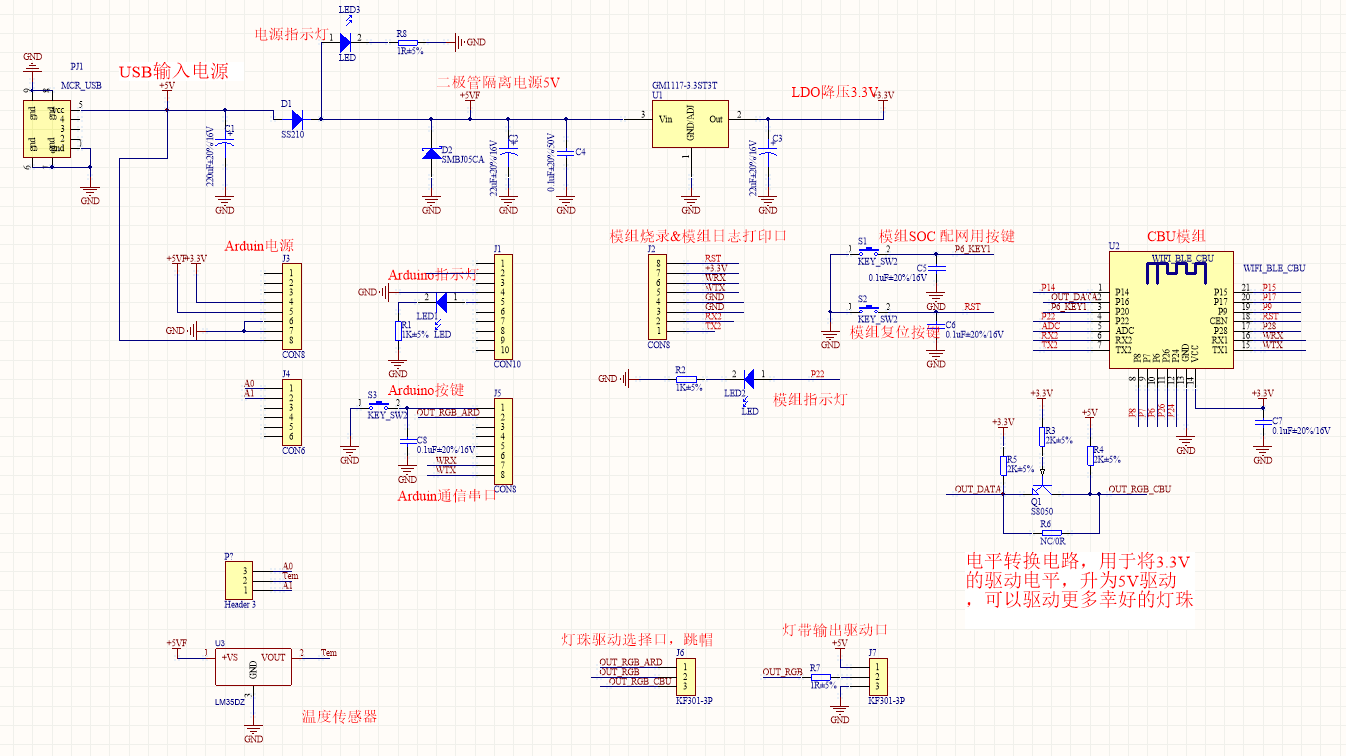 LED3
电源指示灯
1
2
R8
GND
LED
1R±5%
GND
PJ1
USB输入电源
MCR_USB
+5V
二极管隔离电源5V
+5VF
GM1117-3.3ST3T
U1
LDO降压3.3V
+3.3V
D1
SS210
vcc
5
4
3
2
1
gnd
C1
220uF±20%/16V
D2
SMBJ05CA
C2
22uF±20%/16V
C4
0.1uF±20%/50V
3
Vin
GND/ADJ
Out
2
1
C3
22uF±20%/16V
GND
GND
GND
GND
GND
GND
GND
Arduin电源
+5VF
+3.3V
J3
1
2
3
4
5
6
7
8
GND
CON8
Arduino指示灯
J1
GND
2
1
LED1
LED
R1
1K±5%
GND
1
2
3
4
5
6
7
8
9
10
CON10
模组烧录&模组日志打印口
J2
8
7
6
5
4
3
2
1
RST
+3.3V
WRX
WTX
GND
GND
RX2
TX2
CON8
模组SOC 配网用按键
S1
1
2
P6_KEY1
KEY_SW2
C5
0.1uF±20%/16V
GND
S2
1
2
RST
KEY_SW2
GND
模组复位按键
C6
0.1uF±20%/16V
GND
CBU模组
U2
WIFI_BLE_CBU
WIFI_BLE_CBU
P14
1
P14
OUT_DATA
2
P16
P6_KEY1
3
P20
P22
4
P22
ADC
5
ADC
RX2
6
RX2
TX2
7
TX2
P15
21
P15
P17
20
P17
P9
19
P9
CEN
18
RST
P28
17
P28
RX1
16
WRX
TX1
15
WTX
P8
P7
P6
P26
P24
GND
VCC
8
9
10
11
12
13
14
P8
P7
P6
P26
P24
GND
+3.3V
C7
0.1uF±20%/16V
GND
J4
A0
A1
1
2
3
4
5
6
CON6
Arduino按键
S3
1
2
KEY_SW2
OUT_RGB_ARD
GND
C8
0.1uF±20%/16V
GND
J5
1
2
3
4
5
6
7
8
WRX
WTX
CON8
Arduin通信串口
GND
R2
1K±5%
2
1
P22
LED2
LED
模组指示灯
+3.3V
+3.3V
+5V
R3
2K±5%
R5
2K±5%
R4
2K±5%
OUT_DATA
Q1
S8050
OUT_RGB_CBU
R6
NC/0R
电平转换电路，用于将3.3V
的驱动电平，升为5V驱动
，可以驱动更多幸好的灯珠
P7
3
2
1
A0
Tem
A1
Header 3
+5VF
U3
1
+VS
VOUT
2
Tem
GND
3
LM35DZ
GND
温度传感器
灯珠驱动选择口，跳帽
J6
OUT_RGB_ARD
OUT_RGB
OUT_RGB_CBU
1
2
3
KF301-3P
灯带输出驱动口
+5V
J7
OUT_RGB
R7
1R±5%
1
2
3
KF301-3P
GND